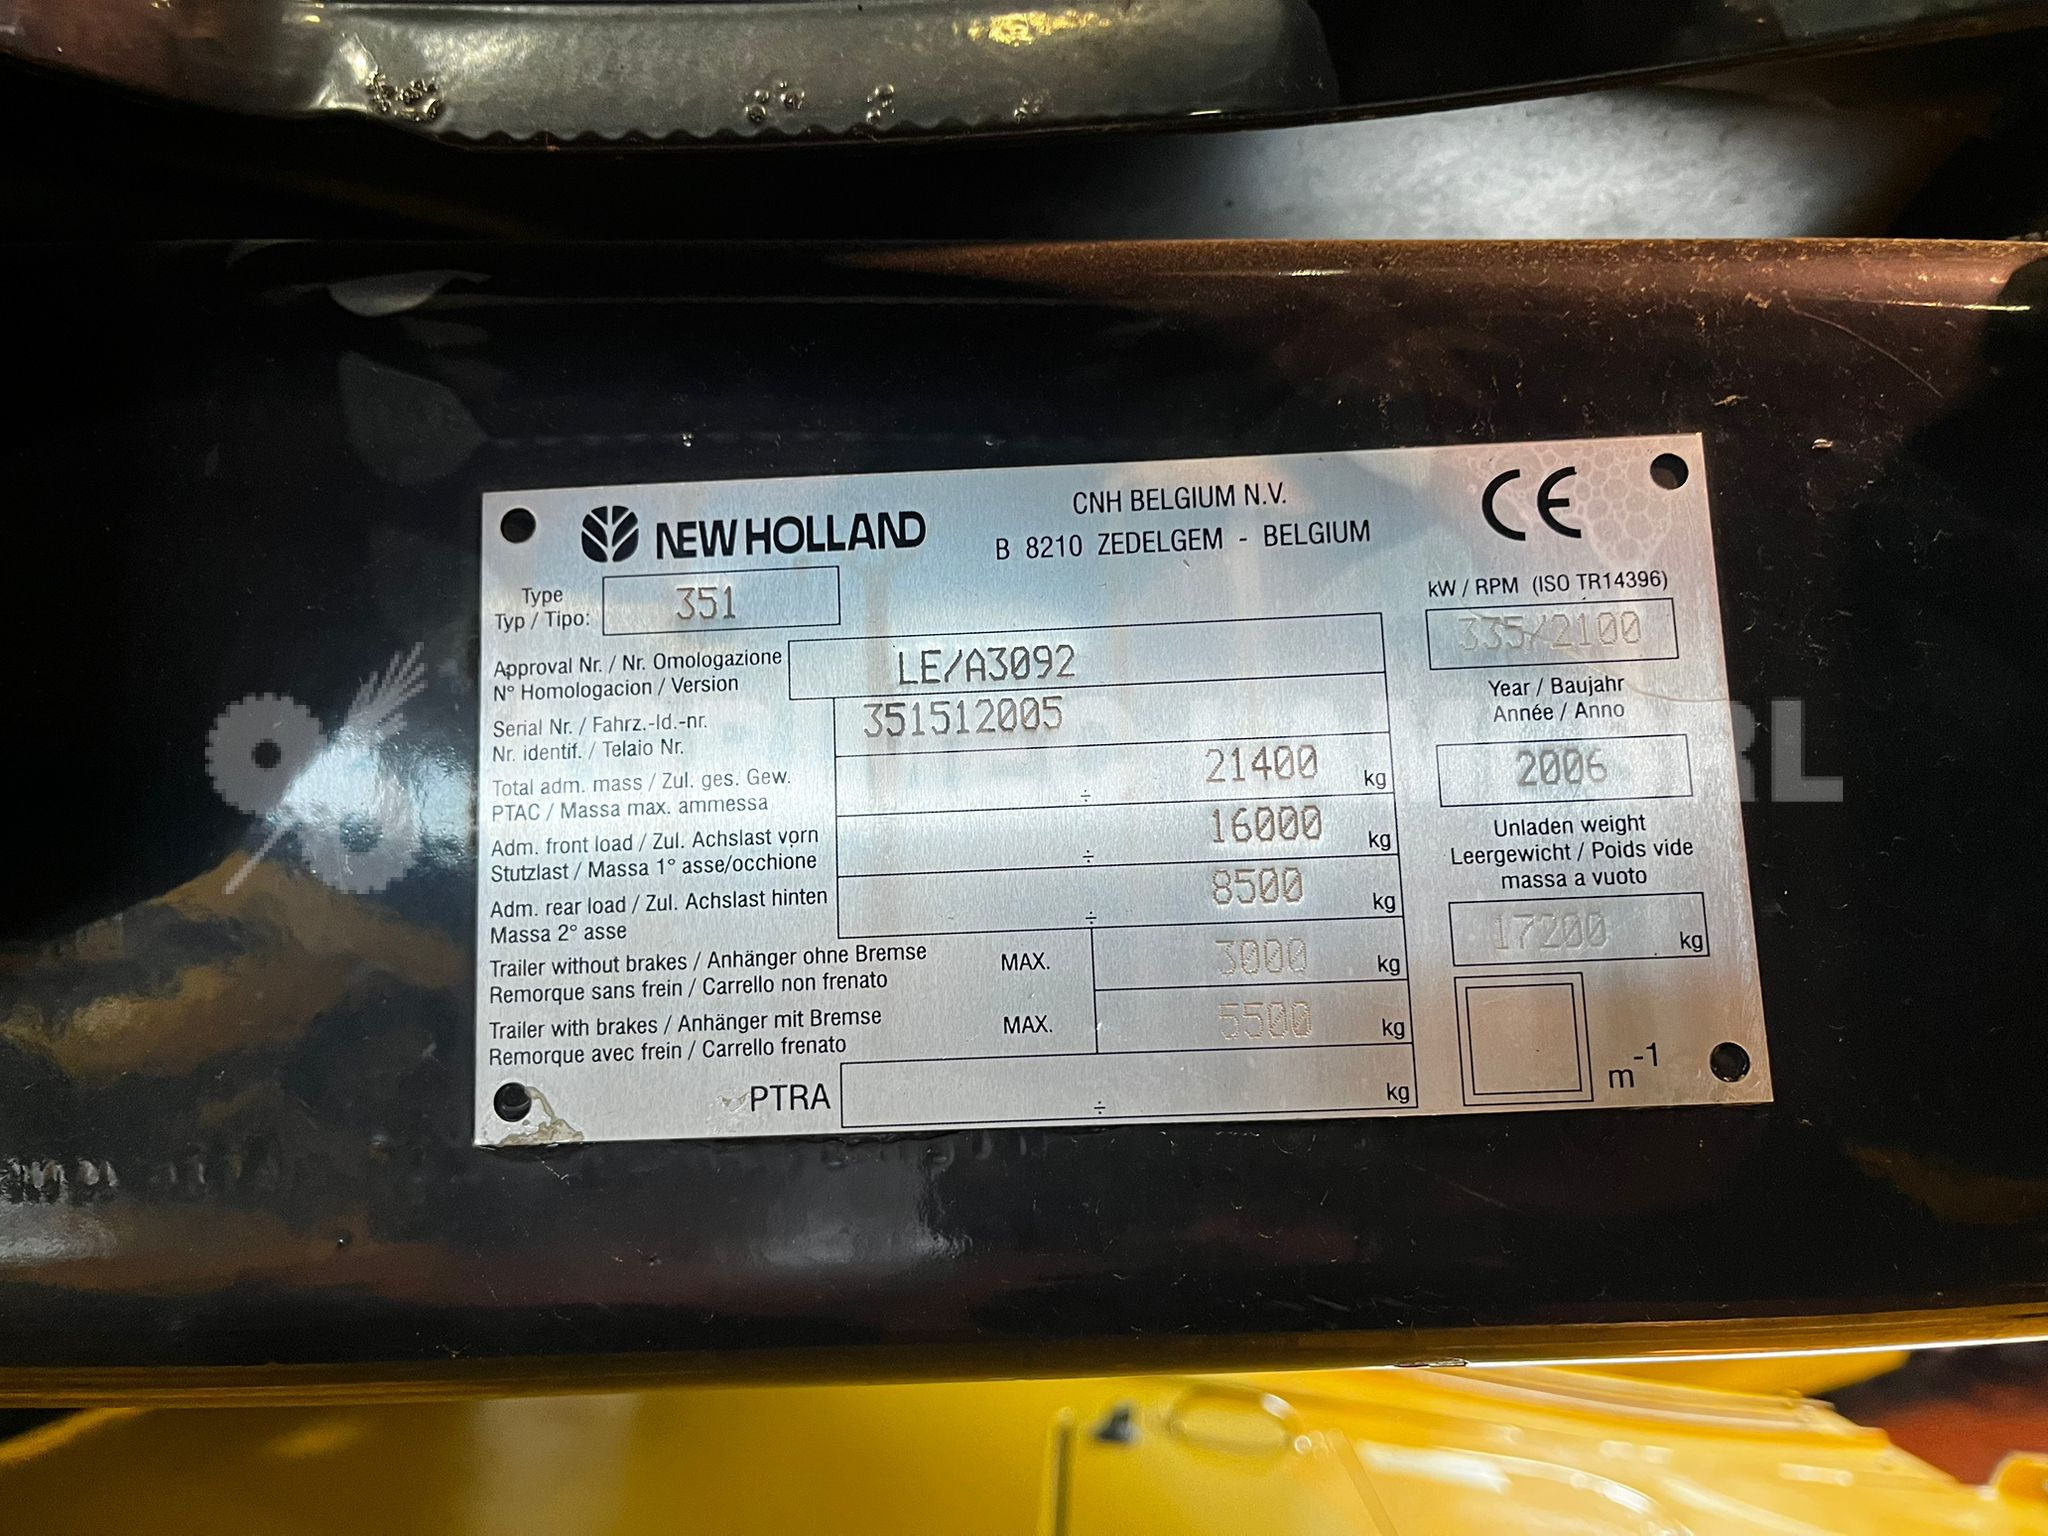 NEW HOLLAND
CNH BELGIUM N.V.
B 8210 ZEDELGEM - BELGIUM
CE
Type
Typ / Tipo:
351
Approval Nr. / Nr. Omologazione
N° Homologacion / Version
LE/A3092
Serial Nr. / Fahrz.-Id.-nr.
Nr. identif. / Telaio Nr.
351512005
Total adm. mass / Zul. ges. Gew.
PTAC / Massa max. ammessa
÷ 21400 kg
Adm. front load / Zul. Achslast vorn
Stutzlast / Massa 1° asse/occhione
÷ 16000 kg
Adm. rear load / Zul. Achslast hinten
Massa 2° asse
÷ 8500 kg
Trailer without brakes / Anhänger ohne Bremse
Remorque sans frein / Carrello non frenato
MAX. 3000 kg
Trailer with brakes / Anhänger mit Bremse
Remorque avec frein / Carrello frenato
MAX. 5500 kg
PTRA ÷ kg
kW / RPM (ISO TR14396)
335/2100
Year / Baujahr
Année / Anno
2006
Unladen weight
Leergewicht / Poids vide
massa a vuoto
17200 kg
m-1
RL